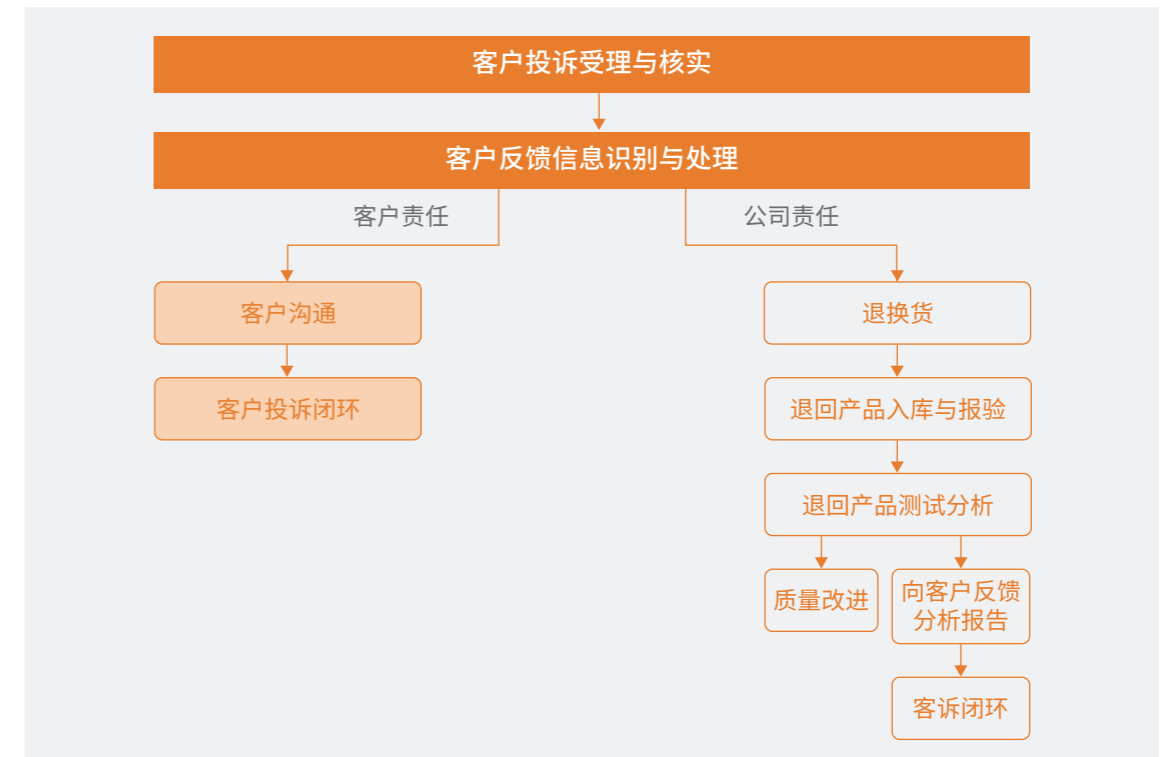 客户投诉受理与核实
客户反馈信息识别与处理
客户责任
公司责任
客户沟通
退换货
客户投诉闭环
退回产品入库与报验
退回产品测试分析
质量改进
向客户反馈
分析报告
客诉闭环